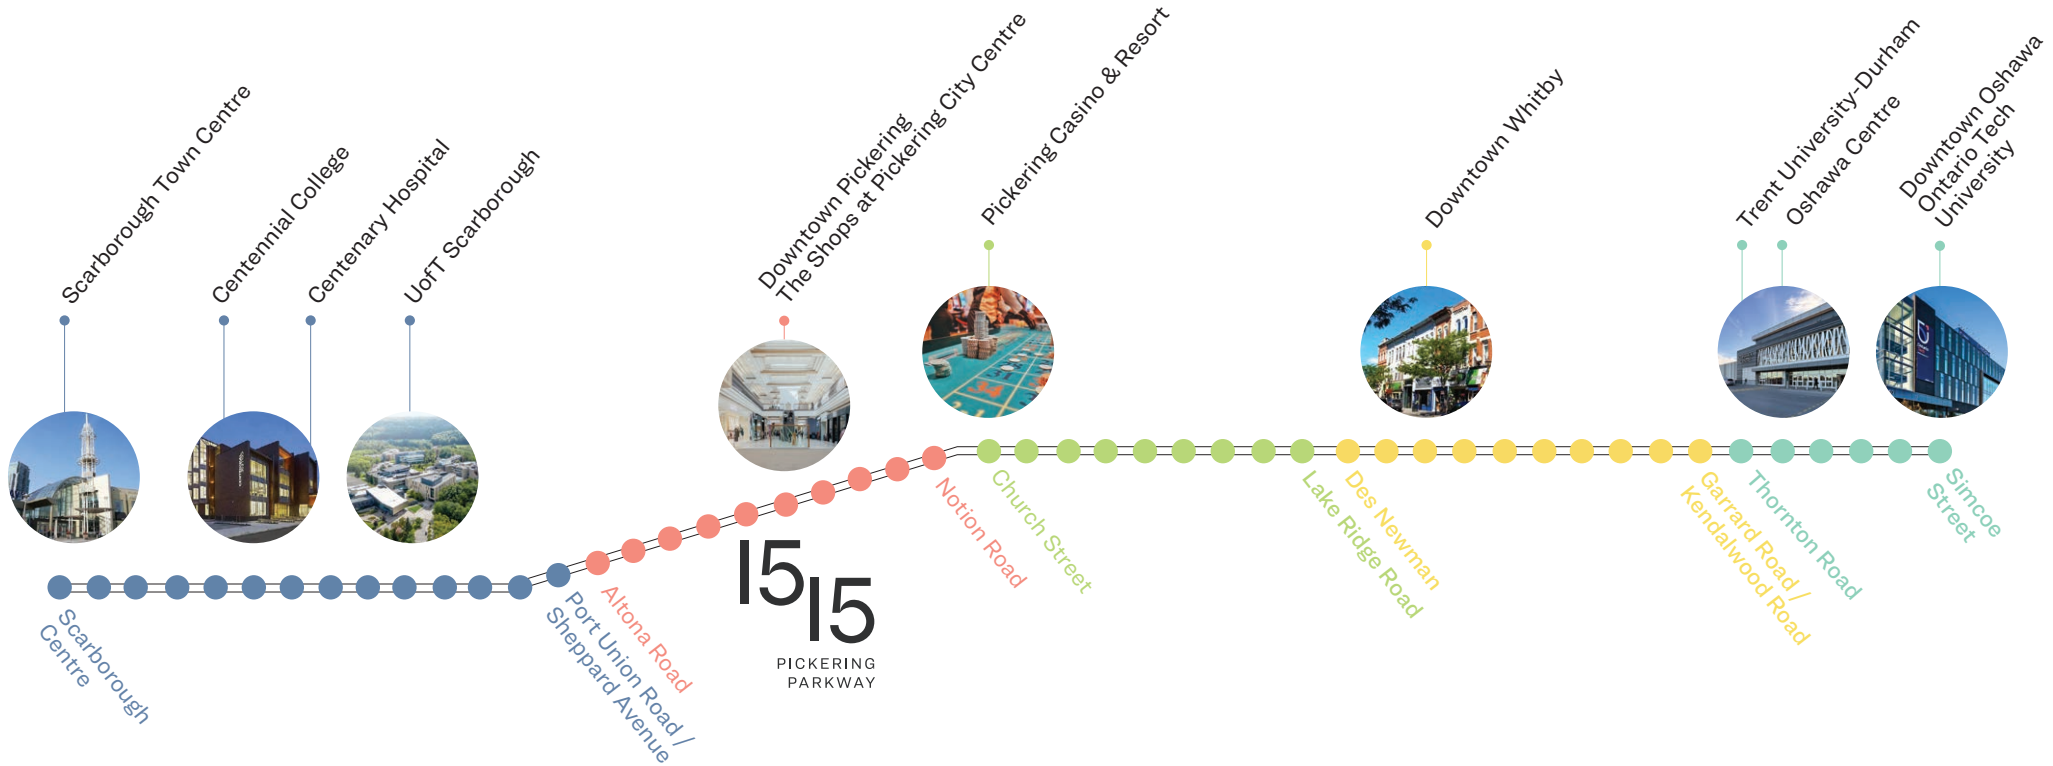 Scarborough Town Centre
Centennial College
Centenary Hospital
UofT Scarborough
Downtown Pickering
The Shops at Pickering City Centre
Pickering Casino & Resort
Downtown Whitby
Trent University-Durham
Oshawa Centre
Downtown Oshawa
Ontario Tech
University
Scarborough
Centre
Port Union Road /
Sheppard Avenue
Altona Road
Notion Road
Church Street
Lake Ridge Road
Des Newman
Garrard Road /
Kendalwood Road
Thornton Road
Simcoe
Street
15
15
PICKERING
PARKWAY